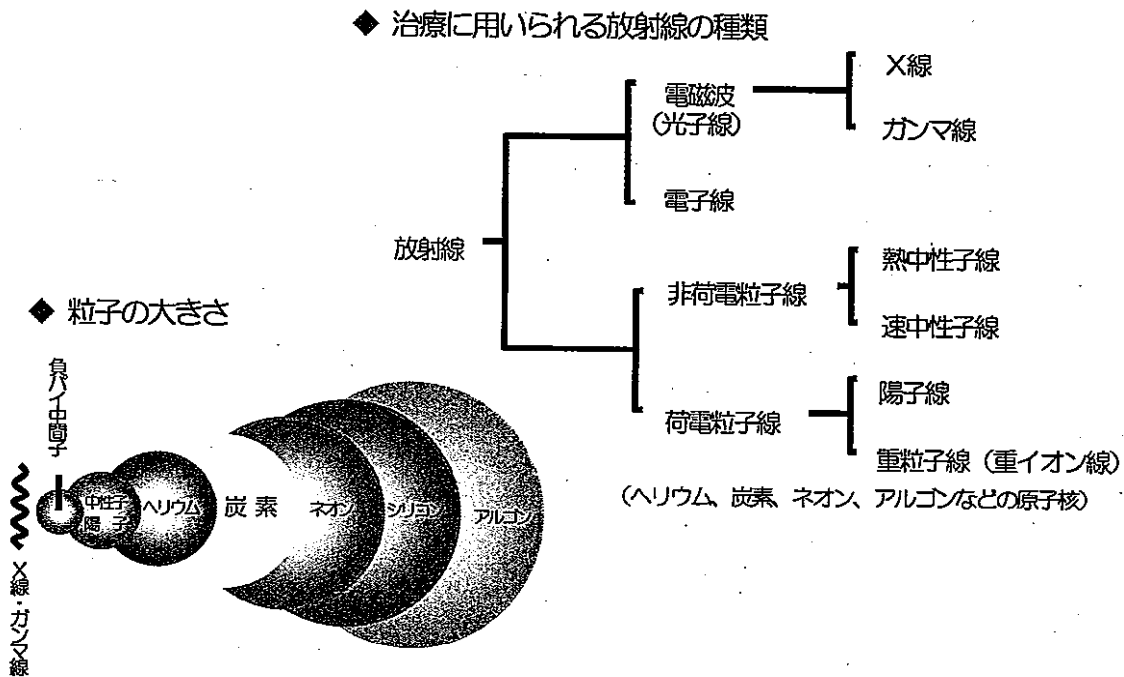 ◆ 治療に用いられる放射線の種類
放射線
電磁波
(光子線)
X線
ガンマ線
電子線
非荷電粒子線
熱中性子線
速中性子線
荷電粒子線
陽子線
重粒子線（重イオン線）
（ヘリウム、炭素、ネオン、アルゴンなどの原子核）
◆ 粒子の大きさ
X線・ガンマ線
負パイ中間子
中性子
陽子
ヘリウム
炭素
ネオン
シリコン
アルゴン